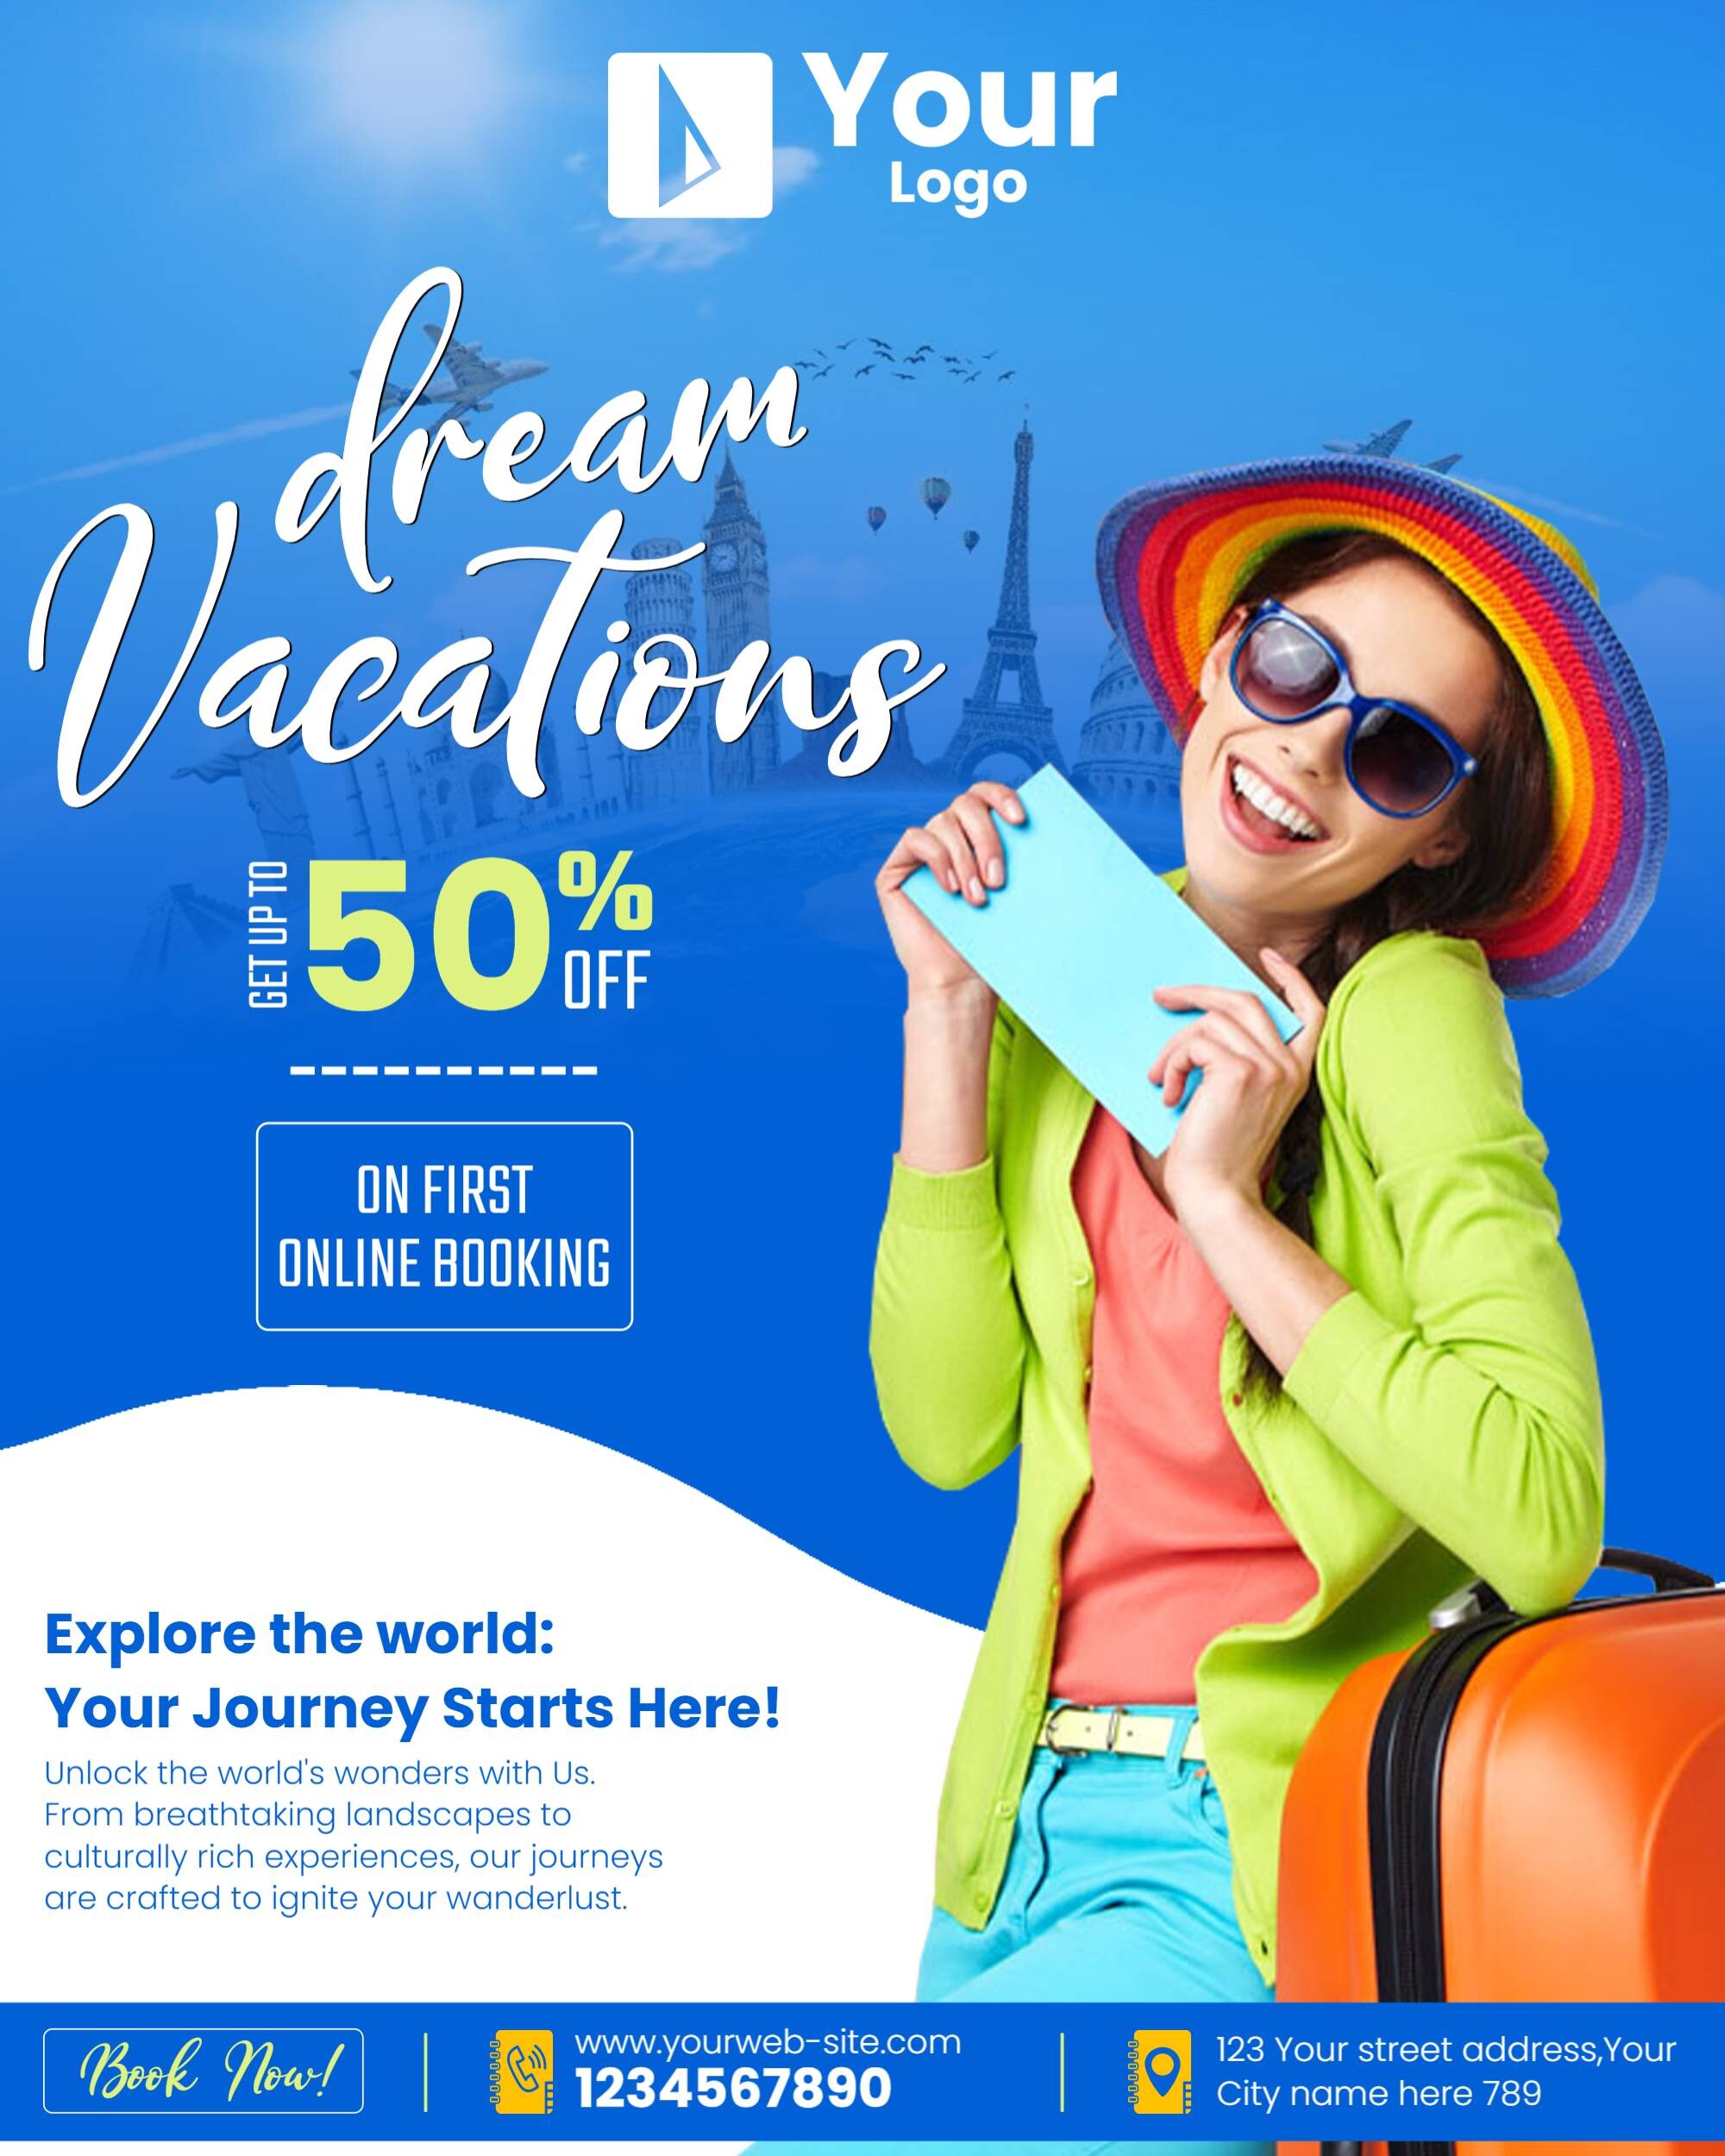 Your
Logo
dream
Vacations
GET UP TO
50%
OFF
ON FIRST
ONLINE BOOKING
Explore the world:
Your Journey Starts Here!
Unlock the world's wonders with Us.
From breathtaking landscapes to
culturally rich experiences, our journeys
are crafted to ignite your wanderlust.
Book Now!
www.yourweb-site.com
1234567890
123 Your street address,Your
City name here 789